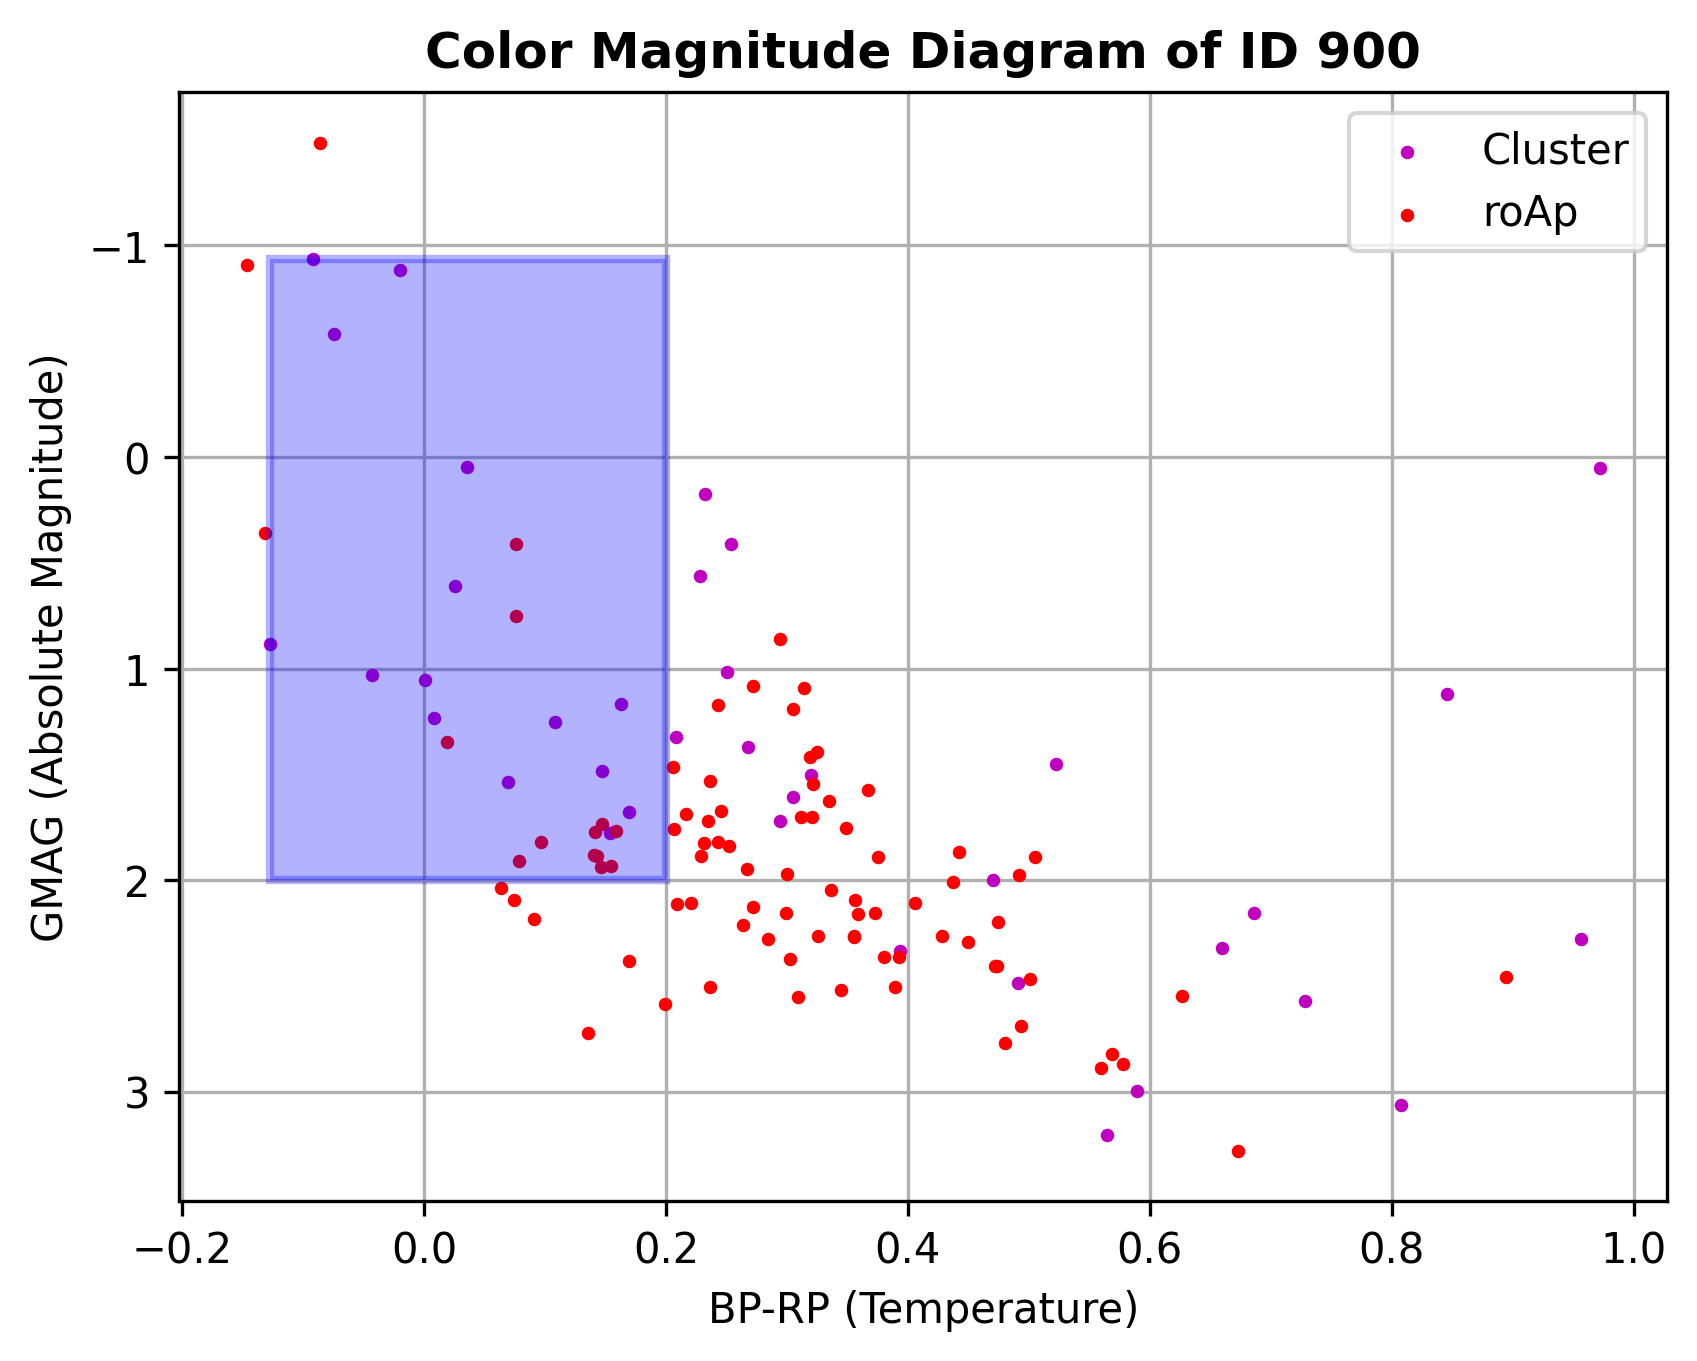 Color Magnitude Diagram of ID 900
Cluster
roAp
GMAG (Absolute Magnitude)
−1
0
1
2
3
−0.2 0.0 0.2 0.4 0.6 0.8 1.0
BP-RP (Temperature)